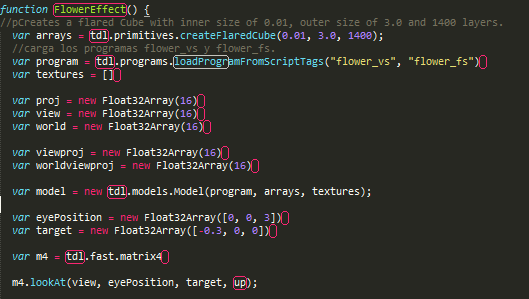 function FlowerEffect() {
//pCreates a flared Cube with inner size of 0.01, outer size of 3.0 and 1400 layers.
var arrays = tdl.primitives.createFlaredCube(0.01, 3.0, 1400);
//carga los programas flower_vs y flower_fs.
var program = tdl.programs.loadProgramFromScriptTags("flower_vs", "flower_fs")
var textures = []
var proj = new Float32Array(16)
var view = new Float32Array(16)
var world = new Float32Array(16)
var viewproj = new Float32Array(16)
var worldviewproj = new Float32Array(16)
var model = new tdl.models.Model(program, arrays, textures);
var eyePosition = new Float32Array([0, 0, 3])
var target = new Float32Array([-0.3, 0, 0])
var m4 = tdl.fast.matrix4
m4.lookAt(view, eyePosition, target, up);